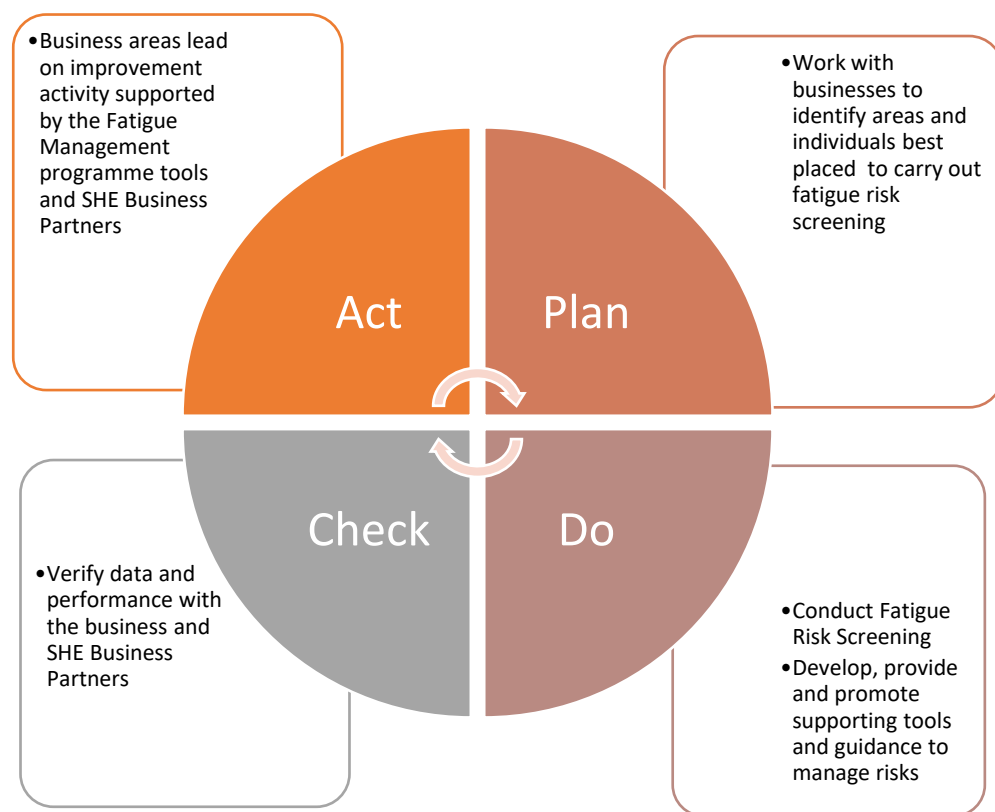 •Business areas lead
on improvement
activity supported
by the Fatigue
Management
programme tools
and SHE Business
Partners
•Work with
businesses to
identify areas and
individuals best
placed to carry out
fatigue risk
screening
Act
Plan
Check
Do
•Verify data and
performance with
the business and
SHE Business
Partners
•Conduct Fatigue
Risk Screening
•Develop, provide
and promote
supporting tools
and guidance to
manage risks